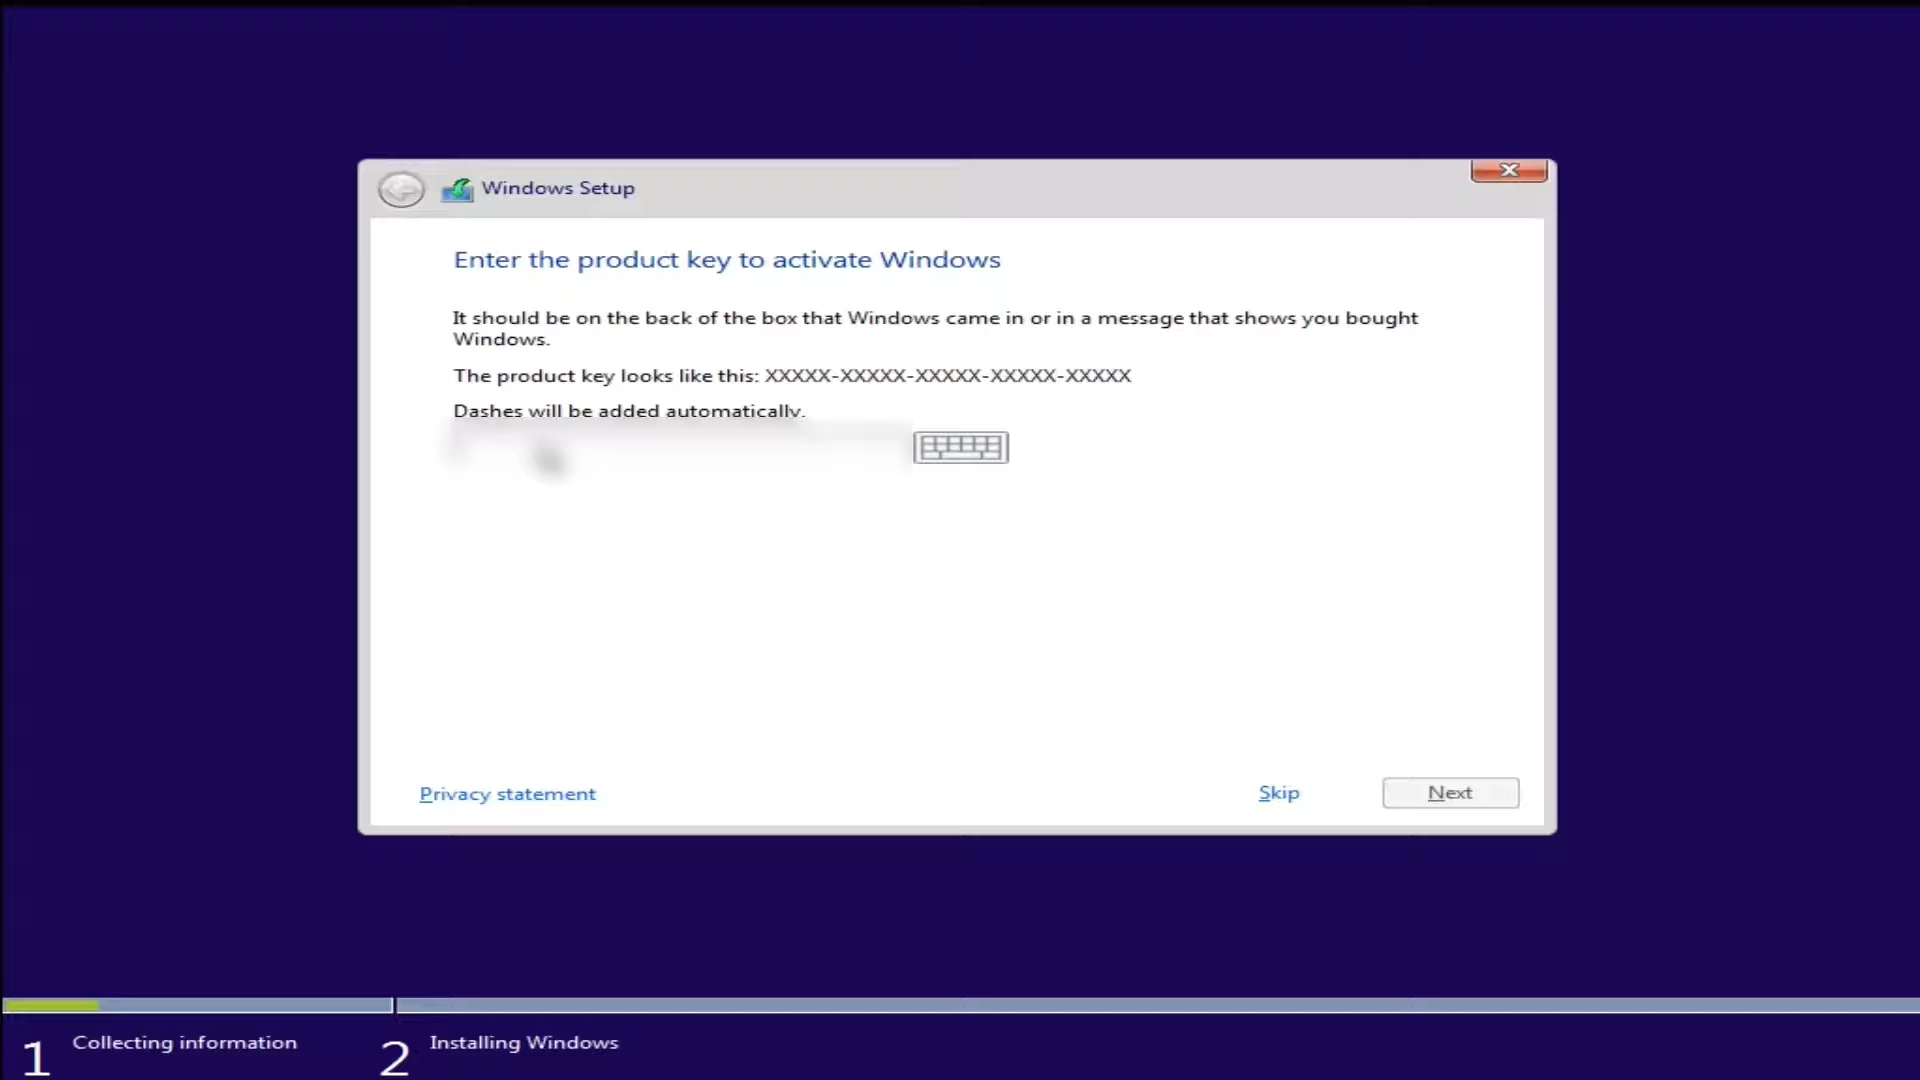 Windows Setup
Enter the product key to activate Windows
It should be on the back of the box that Windows came in or in a message that shows you bought
Windows.
The product key looks like this: XXXXX-XXXXX-XXXXX-XXXXX-XXXXX
Dashes will be added automatically.
Privacy statement
Skip
Next
1 Collecting information
2 Installing Windows